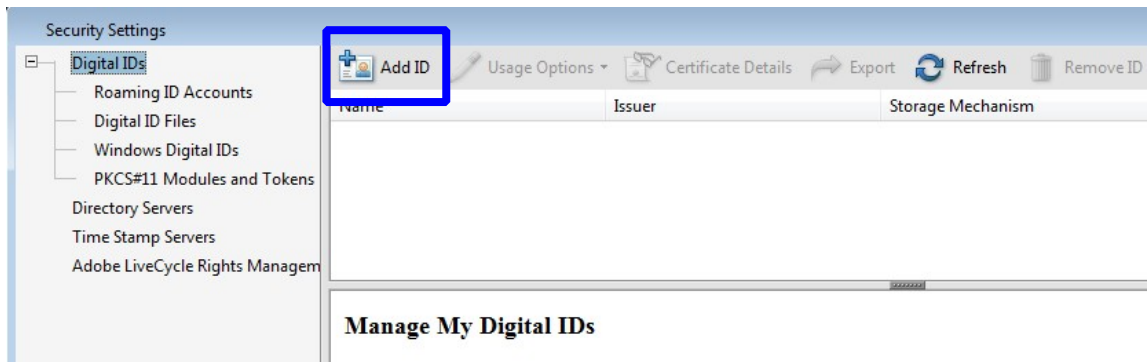 Security Settings
Digital IDs
Roaming ID Accounts
Digital ID Files
Windows Digital IDs
PKCS#11 Modules and Tokens
Directory Servers
Time Stamp Servers
Adobe LiveCycle Rights Managem
Add ID Usage Options Certificate Details Export Refresh Remove ID
Name Issuer Storage Mechanism
Manage My Digital IDs